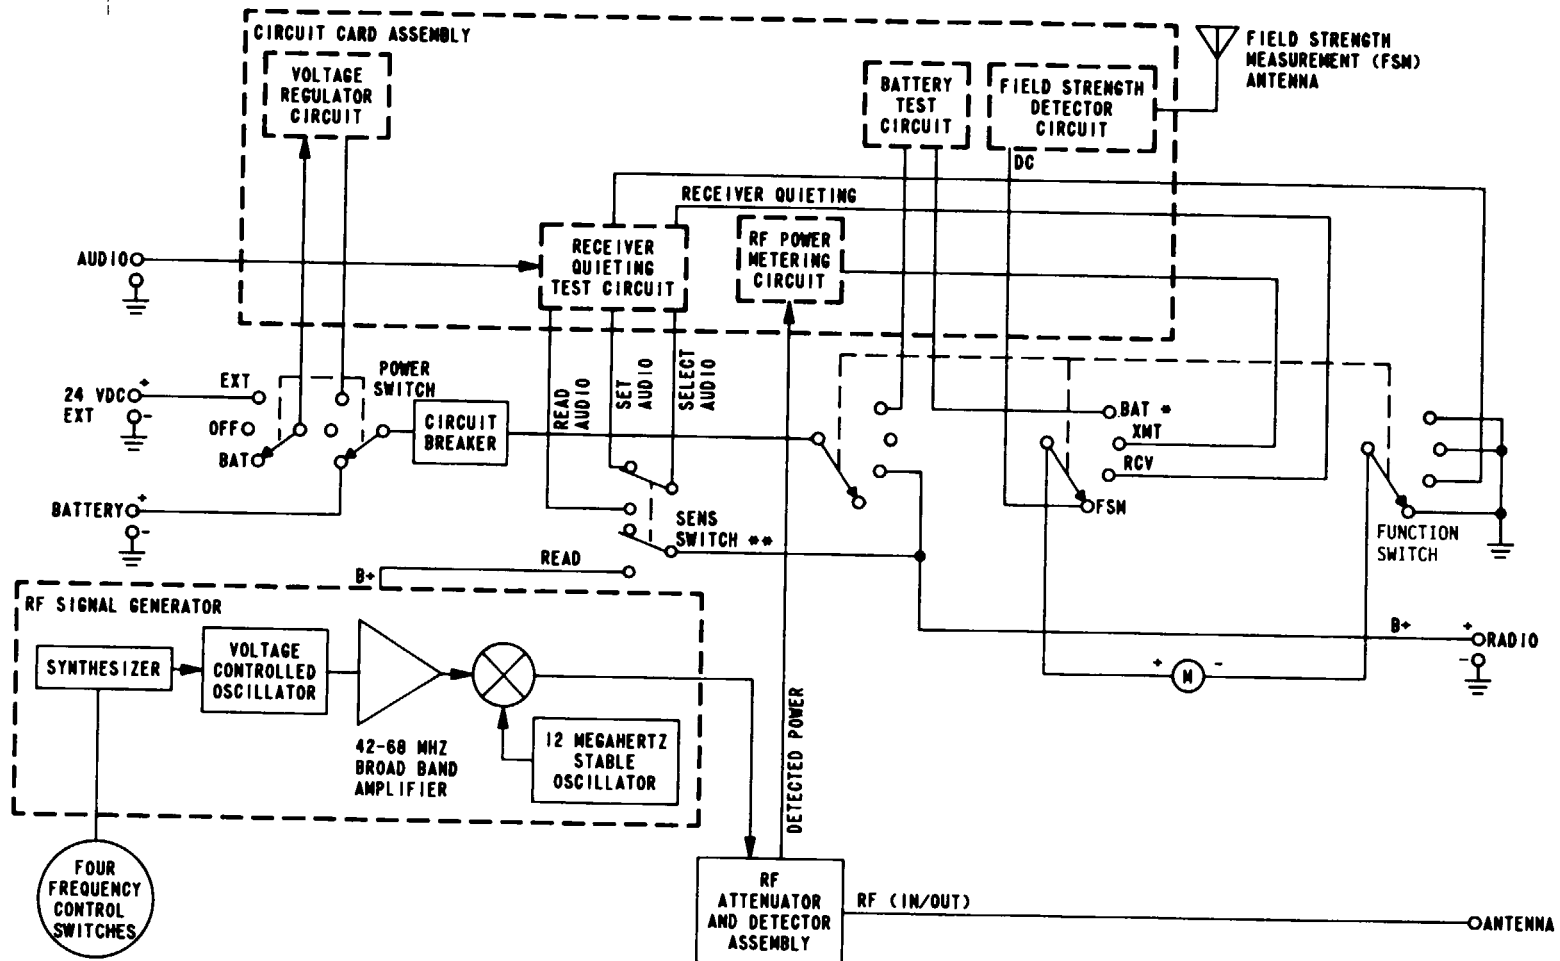 CIRCUIT CARD ASSEMBLY
VOLTAGE
REGULATOR
CIRCUIT
BATTERY
TEST
CIRCUIT
FIELD STRENGTH
DETECTOR
CIRCUIT
FIELD STRENGTH
MEASUREMENT (FSM)
ANTENNA
DC
RECEIVER QUIETING
AUDIO
RECEIVER
QUIETING
TEST CIRCUIT
RF POWER
METERING
CIRCUIT
24 VDC
EXT
+
-
EXT
OFF
BAT
POWER
SWITCH
CIRCUIT
BREAKER
READ
AUDIO
SET
AUDIO
SELECT
AUDIO
BAT *
XMT
RCV
FSM
FUNCTION
SWITCH
BATTERY
+
-
SENS
SWITCH **
READ
B+
RF SIGNAL GENERATOR
SYNTHESIZER
VOLTAGE
CONTROLLED
OSCILLATOR
42-68 MHZ
BROAD BAND
AMPLIFIER
12 MEGAHERTZ
STABLE
OSCILLATOR
DETECTED POWER
+ M -
B+
+
-
RADIO
FOUR
FREQUENCY
CONTROL
SWITCHES
RF
ATTENUATOR
AND DETECTOR
ASSEMBLY
RF (IN/OUT)
ANTENNA